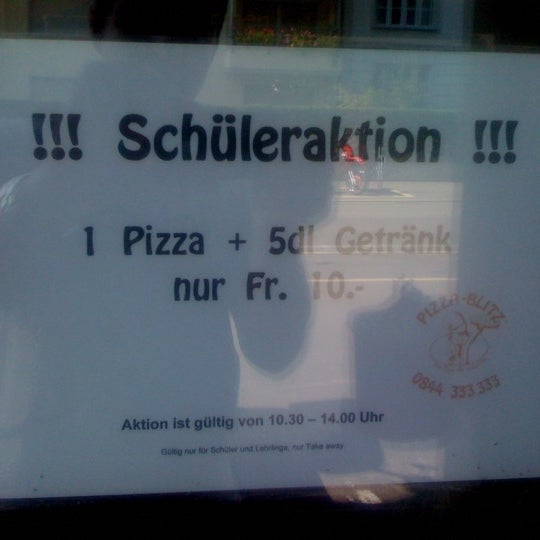 !!! Schüleraktion !!!
1 Pizza + 5dl Getränk
nur Fr. 10.-
PIZZA-BLITZ
0844 333 333
Aktion ist gültig von 10.30 – 14.00 Uhr
Gültig nur für Schüler und Lehrlinge, nur Take away.